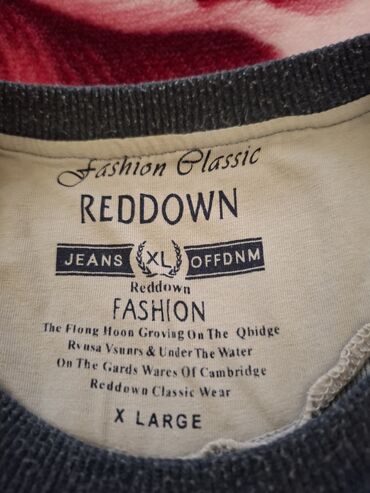 Fashion Classic
REDDOWN
JEANS XL OFFDNM
Reddown
FASHION
The Flong Hoon Groving On The Qbidge
Rvusa Vsnurs & Under The Water
On The Gards Wares Of Cambridge
Reddown Classic Wear
X LARGE